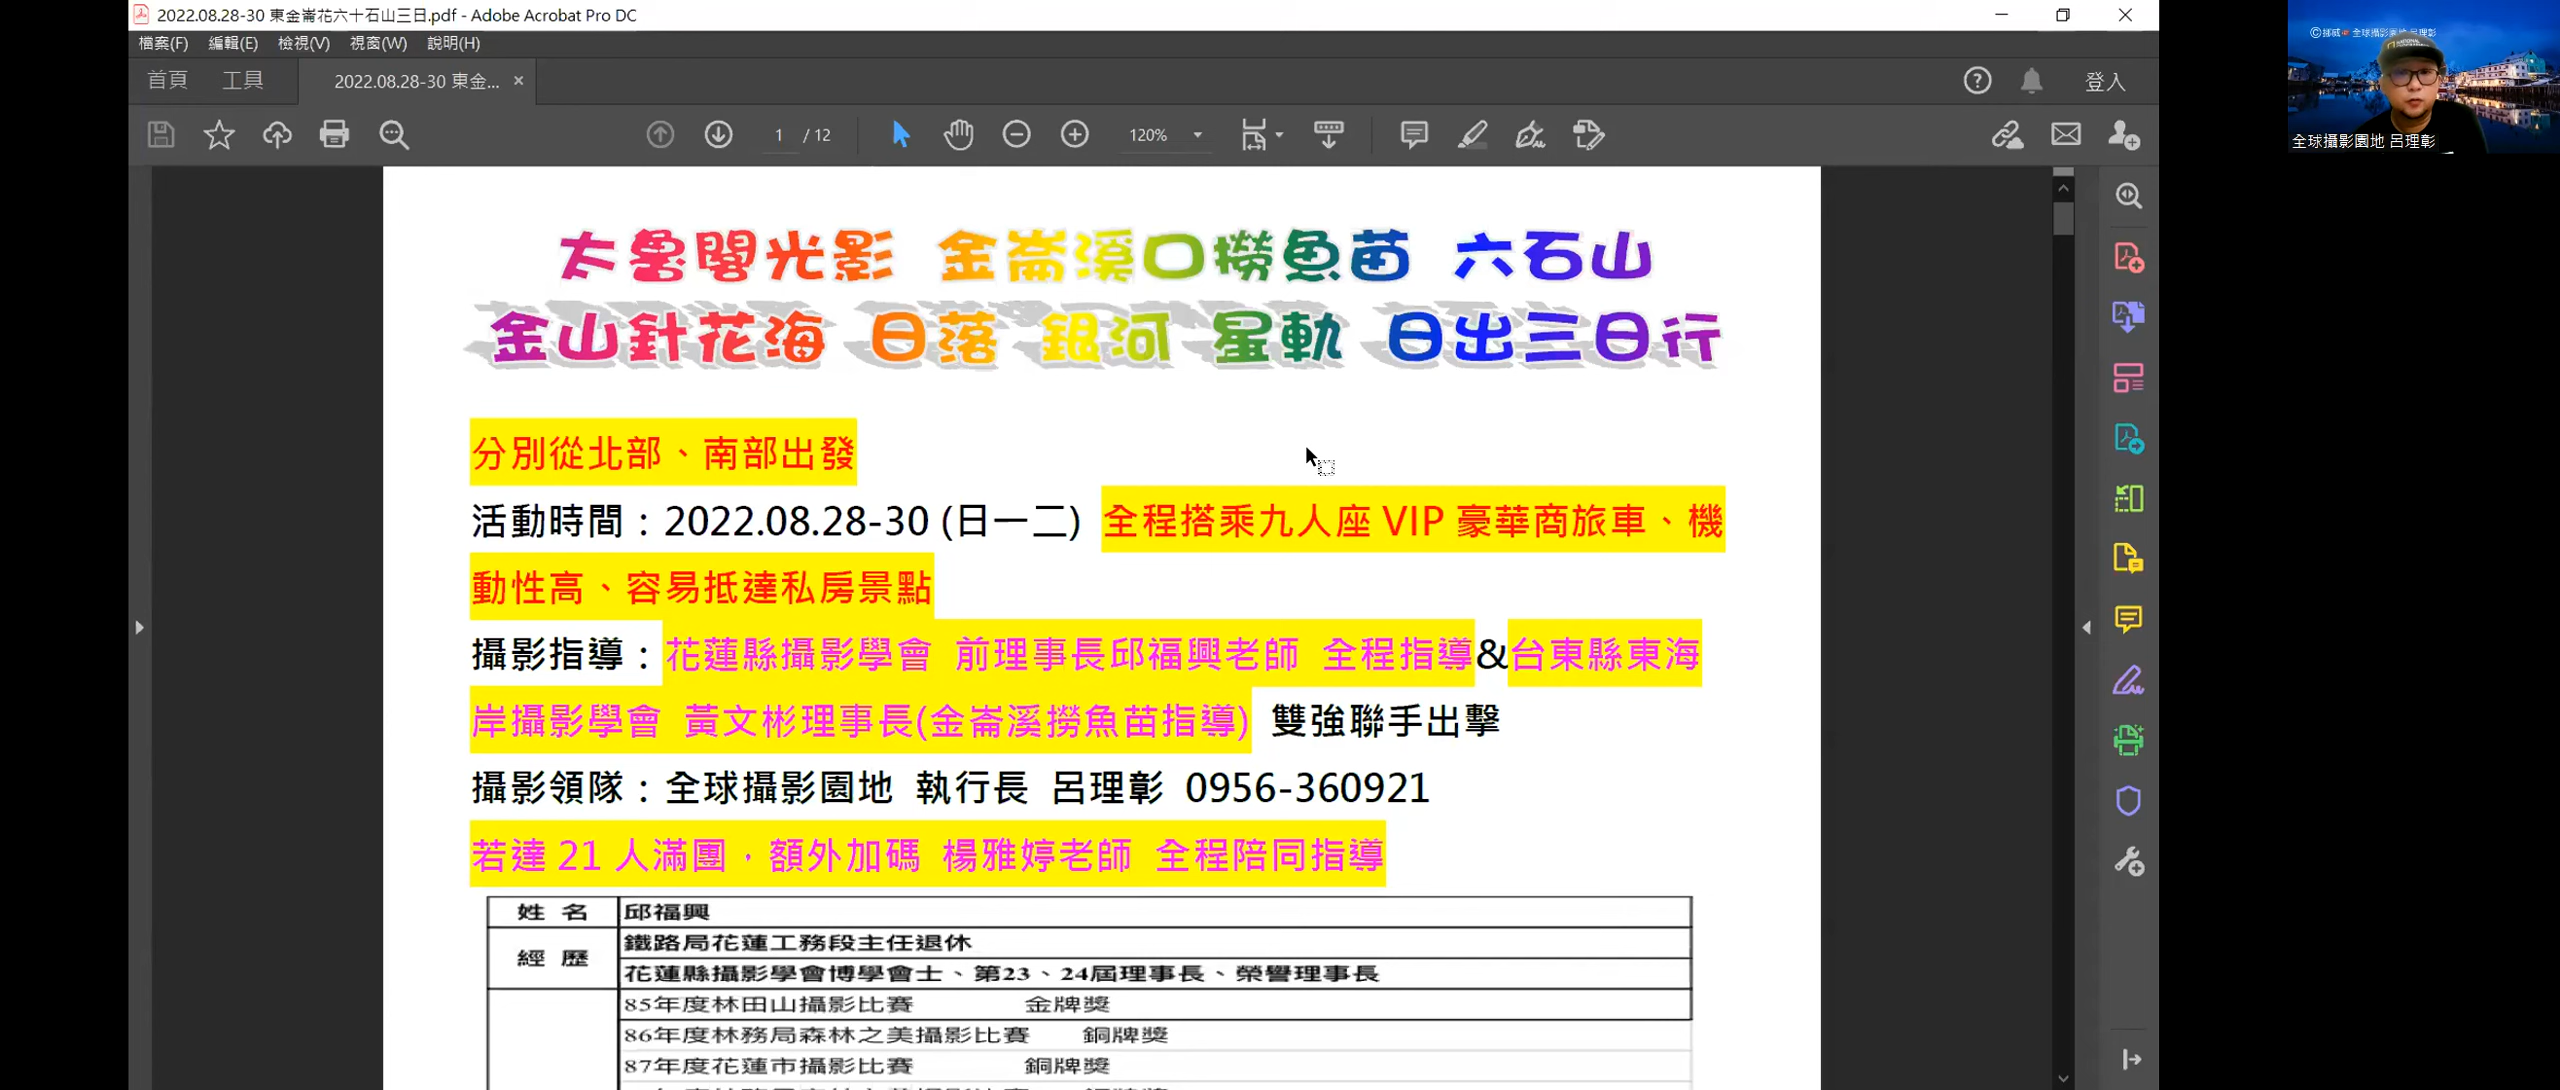 2022.08.28-30 東金崙花六十石山三日.pdf - Adobe Acrobat Pro DC
檔案(F) 編輯(E) 檢視(V) 視窗(W) 說明(H)
首頁 工具 2022.08.28-30 東金... × 登入
1 / 12 120%
太魯閣光影 金崙溪口撈魚苗 六石山
金山針花海 日落 銀河 星軌 日出三日行
分別從北部、南部出發
活動時間：2022.08.28-30 (日一二) 全程搭乘九人座 VIP 豪華商旅車、機
動性高、容易抵達私房景點
攝影指導：花蓮縣攝影學會 前理事長邱福興老師 全程指導&台東縣東海
岸攝影學會 黃文彬理事長(金崙溪撈魚苗指導) 雙強聯手出擊
攝影領隊：全球攝影園地 執行長 呂理彰 0956-360921
若達 21 人滿團，額外加碼 楊雅婷老師 全程陪同指導
姓 名 邱福興
經 歷 鐵路局花蓮工務段主任退休
花蓮縣攝影學會博學會士、第23、24屆理事長、榮譽理事長
85年度林田山攝影比賽 金牌獎
86年度林務局森林之美攝影比賽 銅牌獎
87年度花蓮市攝影比賽 銅牌獎
全球攝影園地 呂理彰